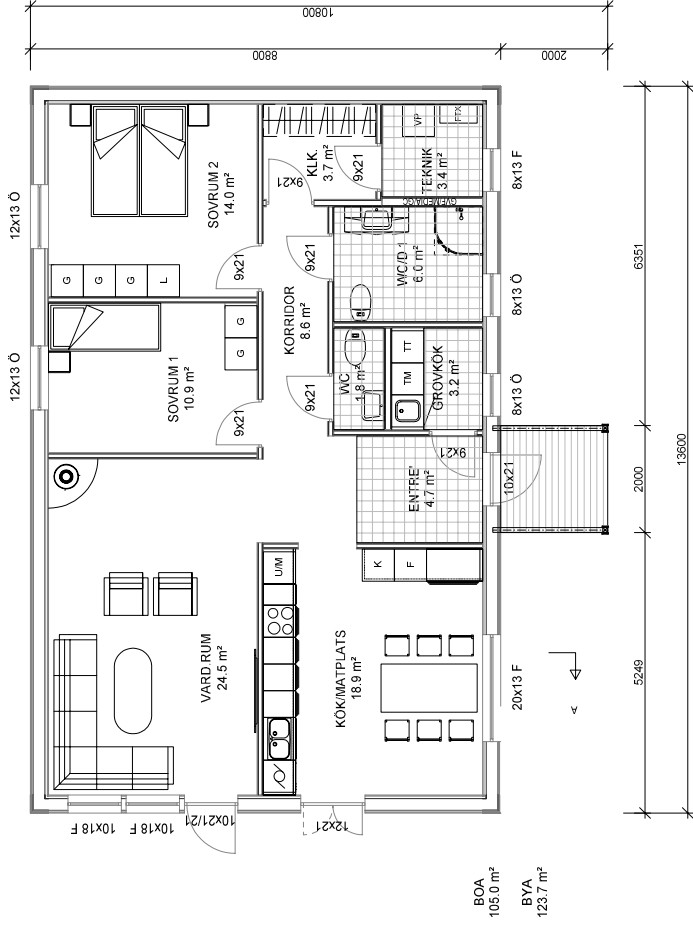 10800
8800
2000
12x13 Ö
12x13 Ö
SOVRUM 2
14.0 m²
G
G
G
L
9x21
SOVRUM 1
10.9 m²
G
G
9x21
KLK.
3.7 m²
9x21
9x21
TEKNIK
3.4 m²
VP
FTX
8x13 F
WC/D 1
6.0 m²
9x21
8x13 Ö
KORRIDOR
8.6 m²
WC
1.8 m²
9x21
TT
TM
GROVKÖK
3.2 m²
9x21
8x13 Ö
ENTRE'
4.7 m²
10x21
K
F
U/M
VARD.RUM
24.5 m²
KÖK/MATPLATS
18.9 m²
20x13 F
A
10x18 F
10x18 F
10x21/21
12x21
6351
2000
5249
13600
BOA
105.0 m²
BYA
123.7 m²